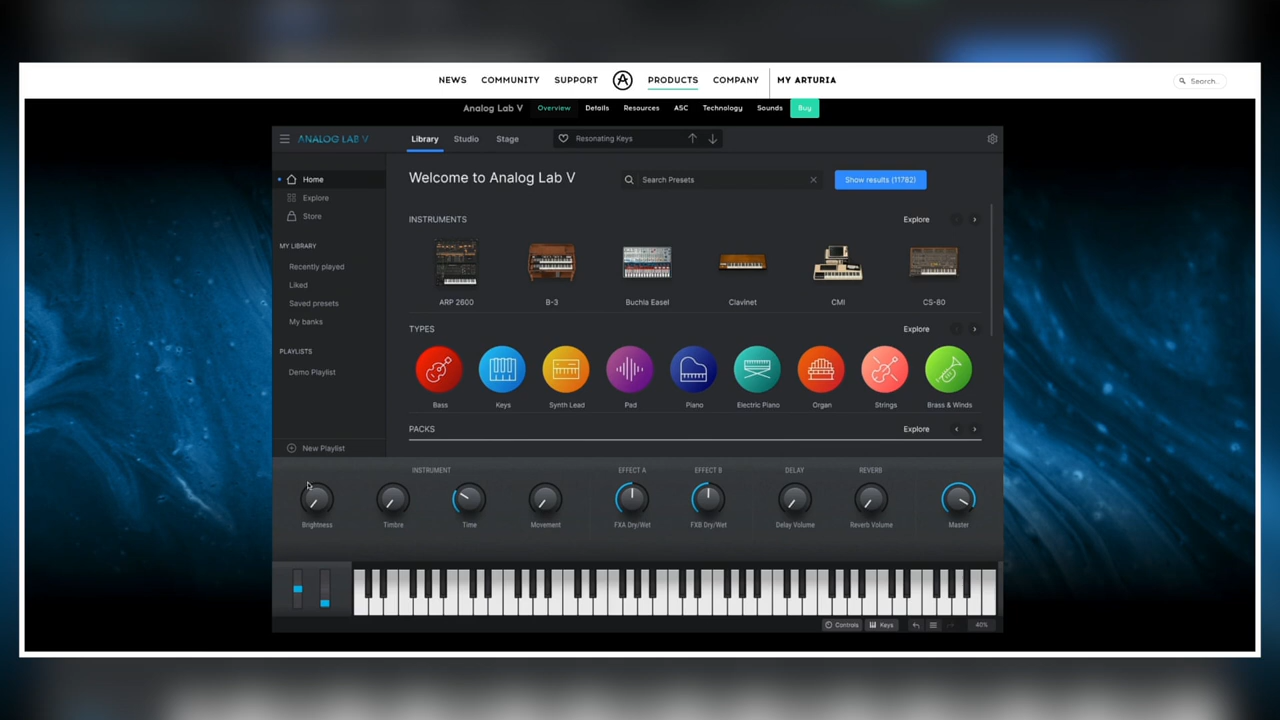 NEWS COMMUNITY SUPPORT PRODUCTS COMPANY MY ARTURIA Search..
Analog Lab V Overview Details Resources ASC Technology Sounds Buy
ANALOG LAB V Library Studio Stage Resonating Keys
Home
Explore
Store
MY LIBRARY
Recently played
Liked
Saved presets
My banks
PLAYLISTS
Demo Playlist
New Playlist
Welcome to Analog Lab V Search Presets Show results (11782)
INSTRUMENTS Explore
ARP 2600 B-3 Buchla Easel Clavinet CMI CS-80
TYPES Explore
Bass Keys Synth Lead Pad Piano Electric Piano Organ Strings Brass & Winds
PACKS Explore
INSTRUMENT EFFECT A EFFECT B DELAY REVERB
Brightness Timbre Time Movement FXA Dry/Wet FXB Dry/Wet Delay Volume Reverb Volume Master
Controls Keys 40%